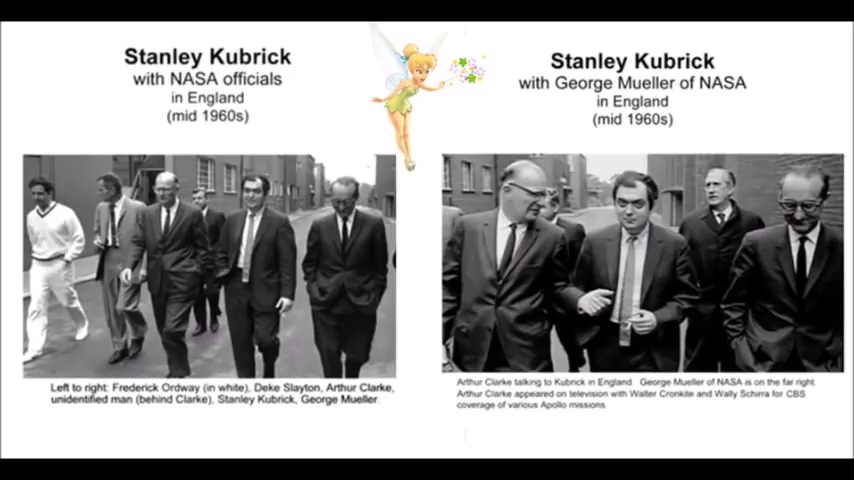 Stanley Kubrick
with NASA officials
in England
(mid 1960s)
Left to right: Frederick Ordway (in white), Deke Slayton, Arthur Clarke,
unidentified man (behind Clarke), Stanley Kubrick, George Mueller.
Stanley Kubrick
with George Mueller of NASA
in England
(mid 1960s)
Arthur Clarke talking to Kubrick in England. George Mueller of NASA is on the far right.
Arthur Clarke appeared on television with Walter Cronkite and Wally Schirra for CBS
coverage of various Apollo missions.